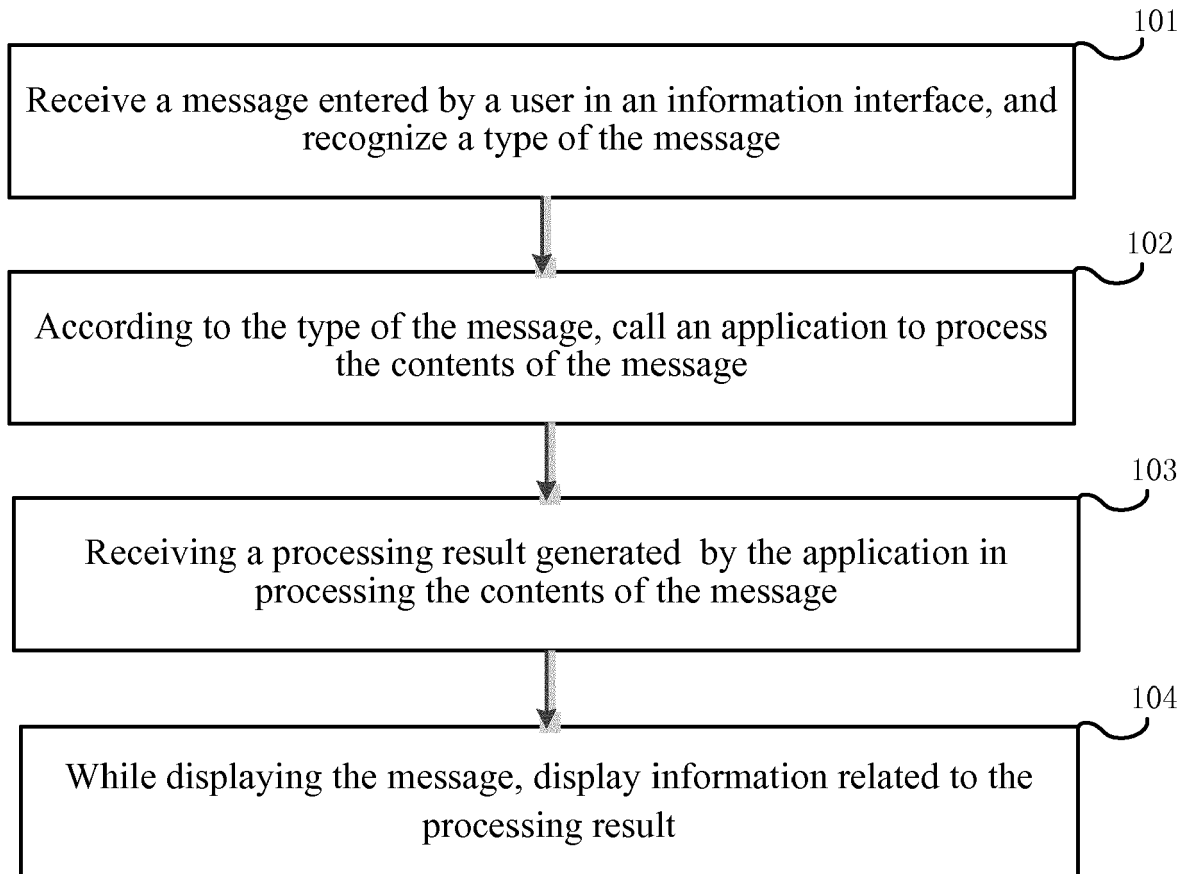 101
Receive a message entered by a user in an information interface, and
recognize a type of the message
102
According to the type of the message, call an application to process
the contents of the message
103
Receiving a processing result generated by the application in
processing the contents of the message
104
While displaying the message, display information related to the
processing result